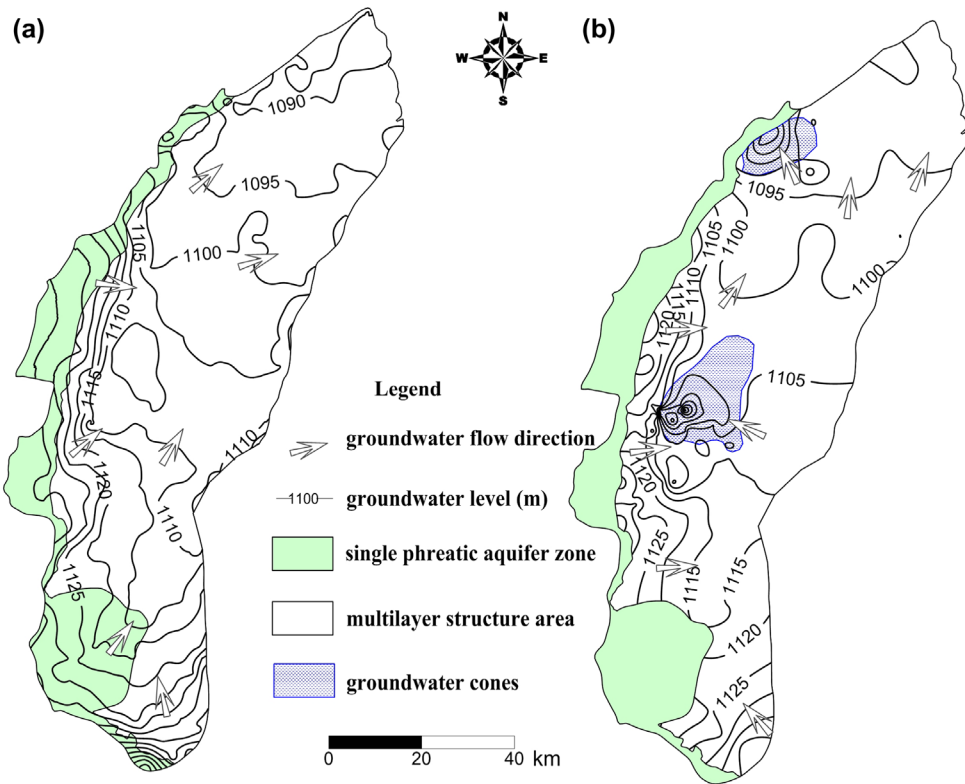 (a)
N
W E
S
(b)
1090
1095
1105
1100
1110
1115
1110
1120
1110
1125
1095
1105
1100
1110
1100
1115
1120
1105
1120
1125
1115
1115
1120
1125
Legend
groundwater flow direction
1100 groundwater level (m)
single phreatic aquifer zone
multilayer structure area
groundwater cones
0 20 40 km